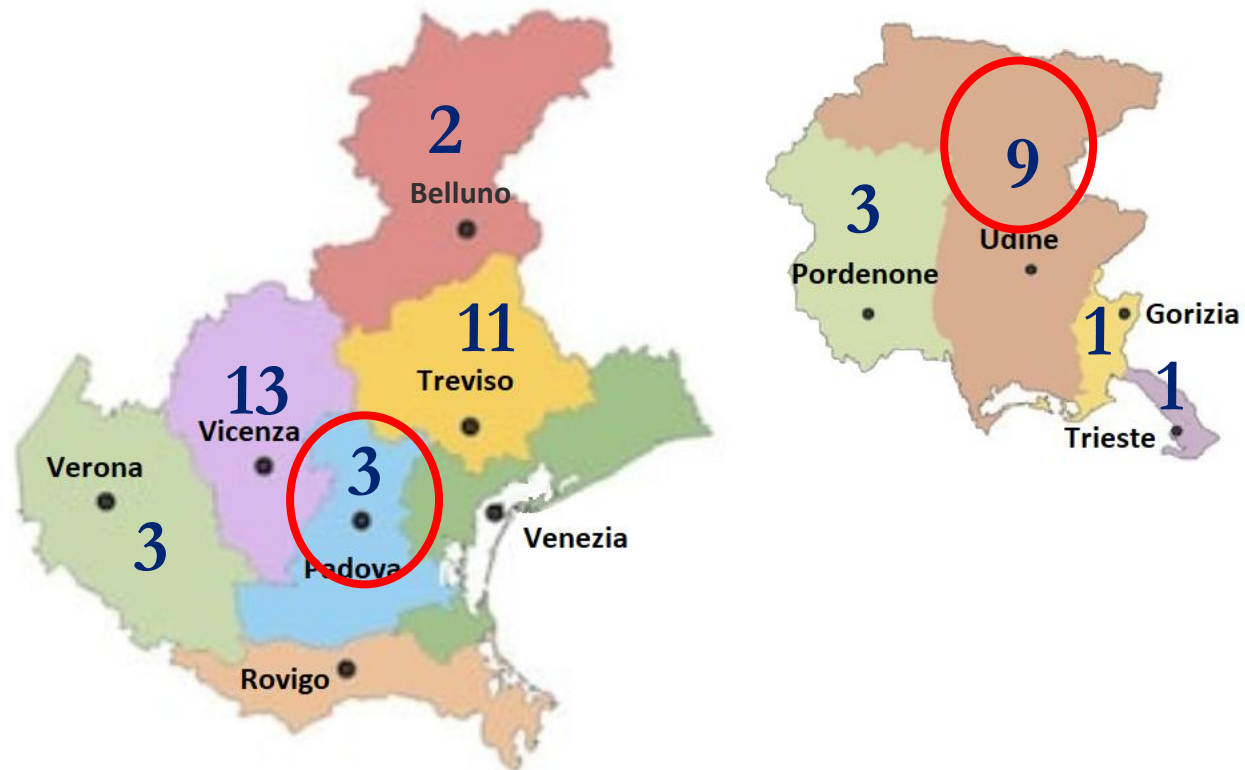 2
Belluno
11
Treviso
13
Vicenza
3
Padova
Verona
3
Venezia
Rovigo
9
Udine
3
Pordenone
1
Gorizia
1
Trieste